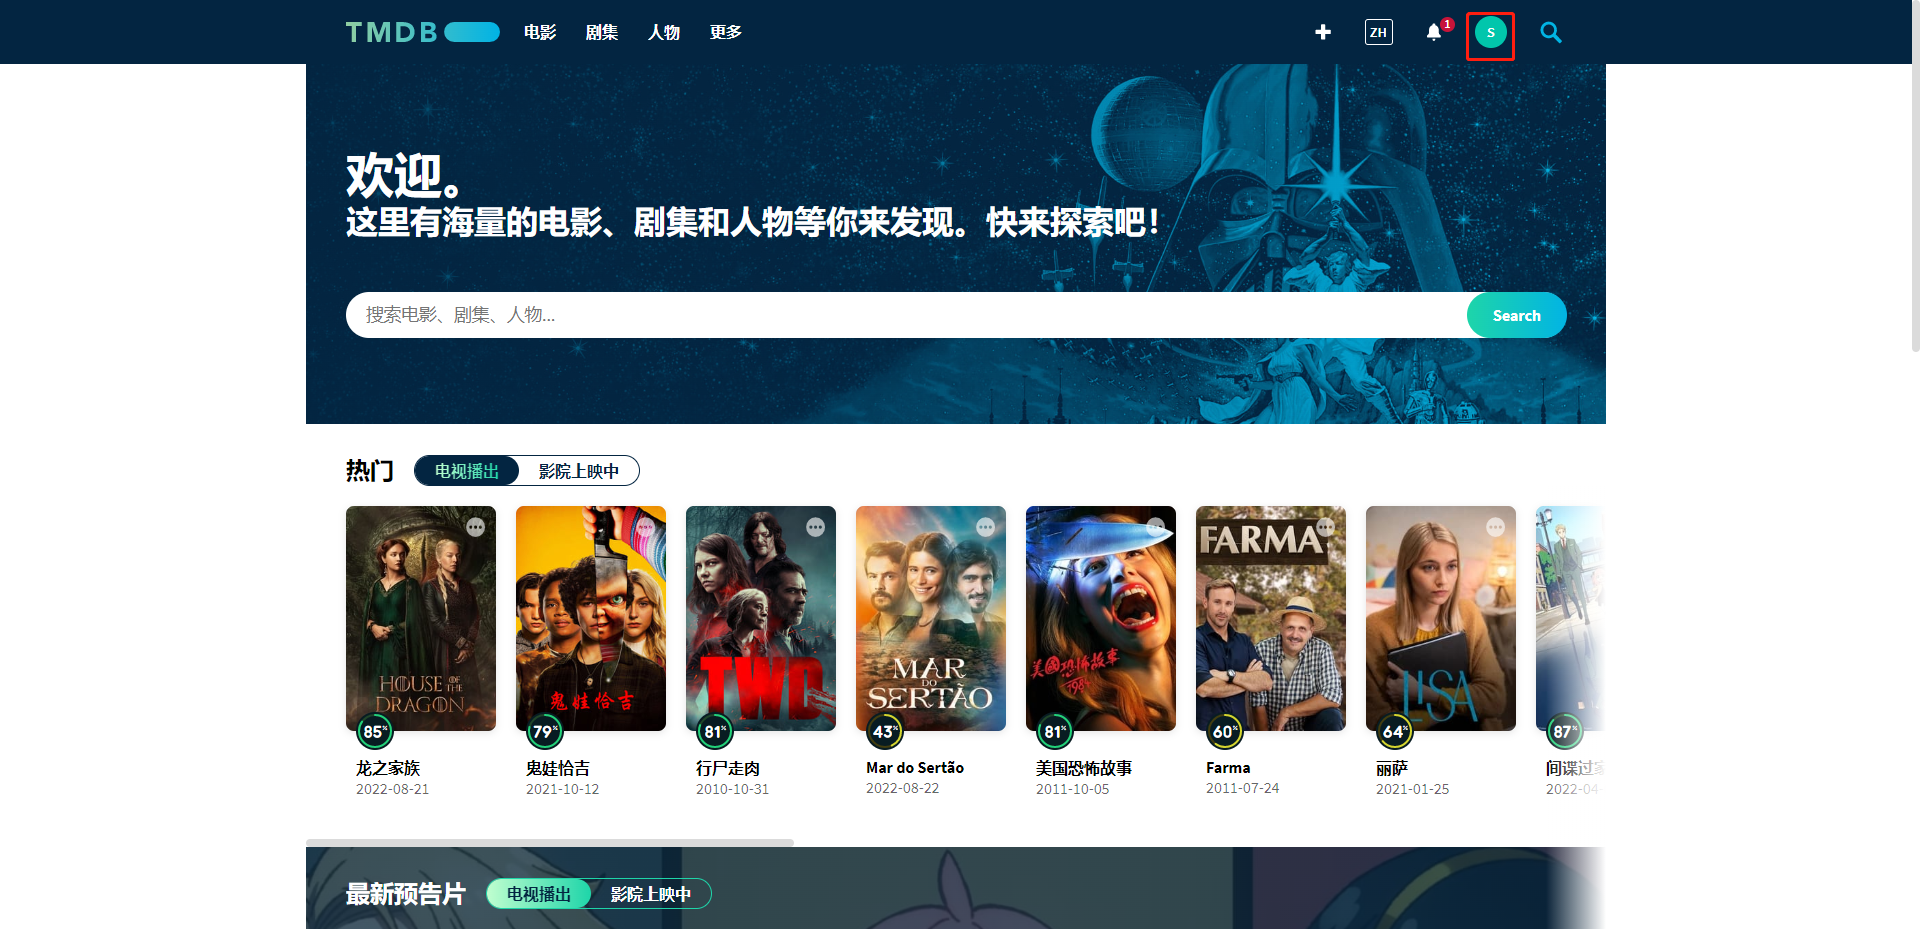 TMDB 电影 剧集 人物 更多 ZH 1 S
欢迎。
这里有海量的电影、剧集和人物等你来发现。快来探索吧！
搜索电影、剧集、人物... Search
热门 电视播出 影院上映中
HOUSE OF THE DRAGON
鬼娃恰吉
TWD
MAR DO SERTÃO
美國恐怖故事 1984
FARMA
LISA
85% 79% 81% 43% 81% 60% 64% 87%
龙之家族 鬼娃恰吉 行尸走肉 Mar do Sertão 美国恐怖故事 Farma 丽萨 间谍过家
2022-08-21 2021-10-12 2010-10-31 2022-08-22 2011-10-05 2011-07-24 2021-01-25 2022-04-
最新预告片 电视播出 影院上映中